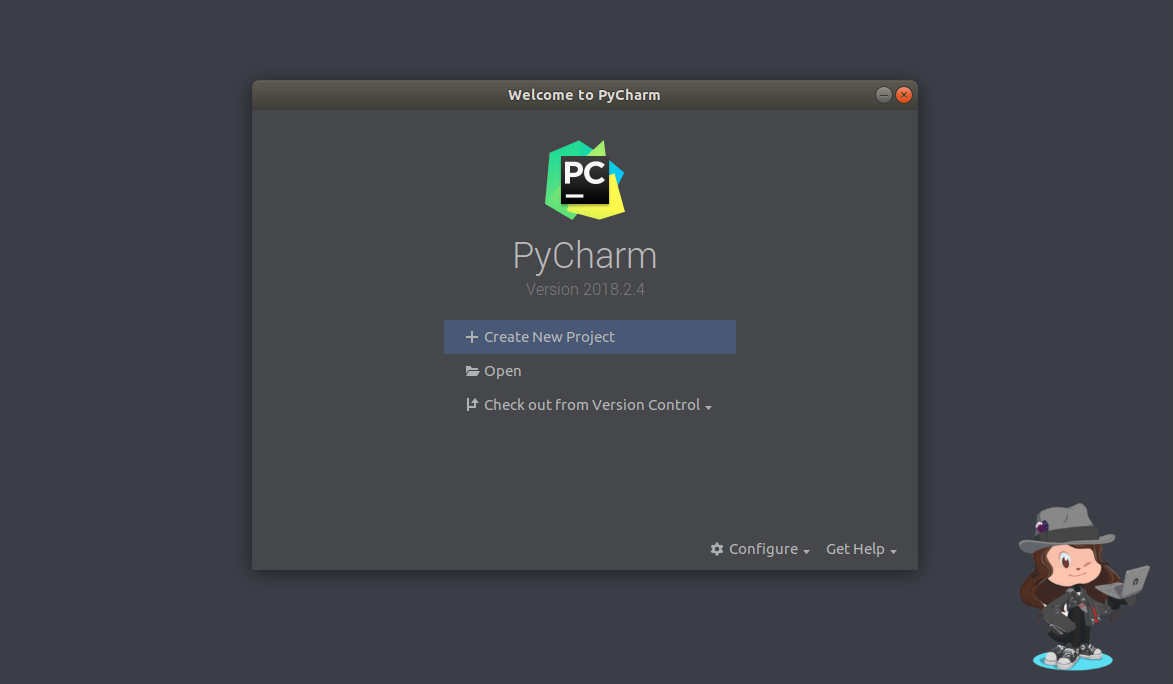 Welcome to PyCharm
PC
PyCharm
Version 2018.2.4
Create New Project
Open
Check out from Version Control
Configure Get Help